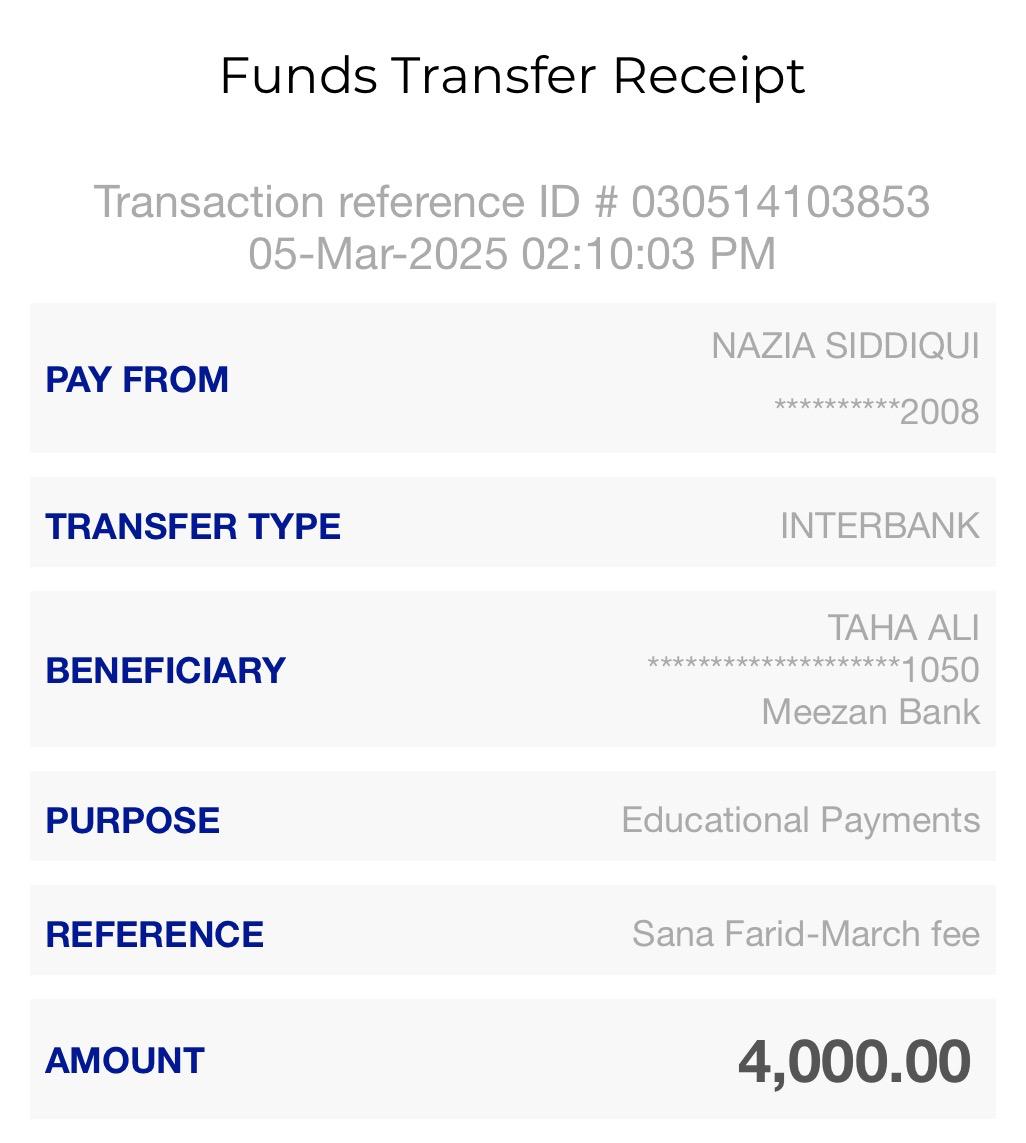 Funds Transfer Receipt
Transaction reference ID # 030514103853
05-Mar-2025 02:10:03 PM
PAY FROM
NAZIA SIDDIQUI
**********2008
TRANSFER TYPE
INTERBANK
BENEFICIARY
TAHA ALI
********************1050
Meezan Bank
PURPOSE
Educational Payments
REFERENCE
Sana Farid-March fee
AMOUNT
4,000.00